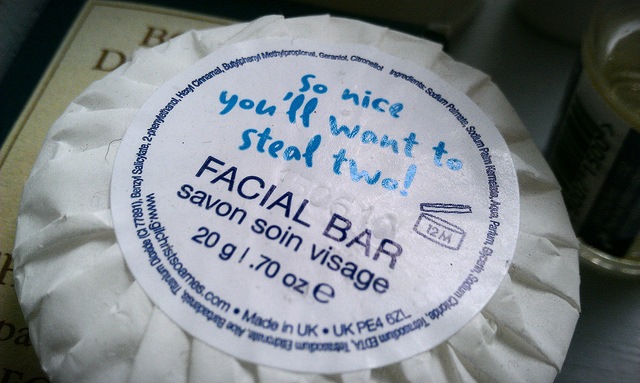 So nice
you'll want to
steal two!
FACIAL BAR
savon soin visage
20 g / .70 oz e
12M
www.gilchristsoames.com • Made in UK • UK PE4 6ZL
Ingredients: Sodium Palmate, Sodium Palm Kernelate, Aqua, Parfum, Glycerin, Sodium Chloride, Tetrasodium EDTA, Tetrasodium Etidronate, Aloe Barbadensis, Titanium Dioxide (CI 77891), Benzyl Salicylate, 2-phenylethanol, Hexyl Cinnamal, Butylphenyl Methylpropional, Geraniol, Citronellol